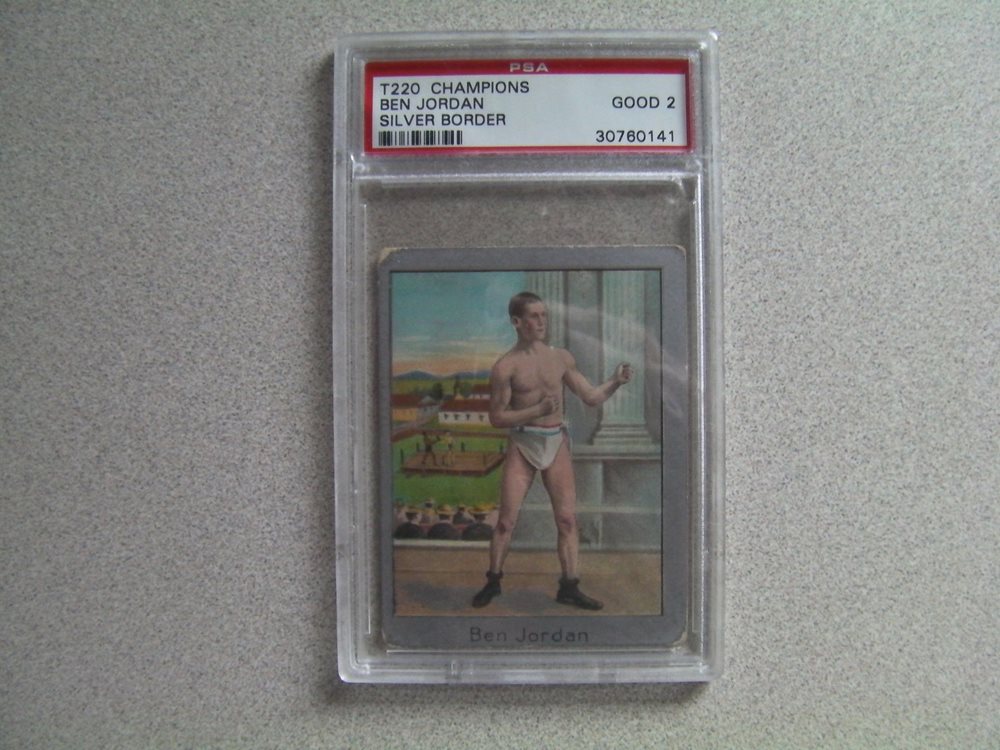 PSA
T220 CHAMPIONS
BEN JORDAN GOOD 2
SILVER BORDER
30760141
Ben Jordan